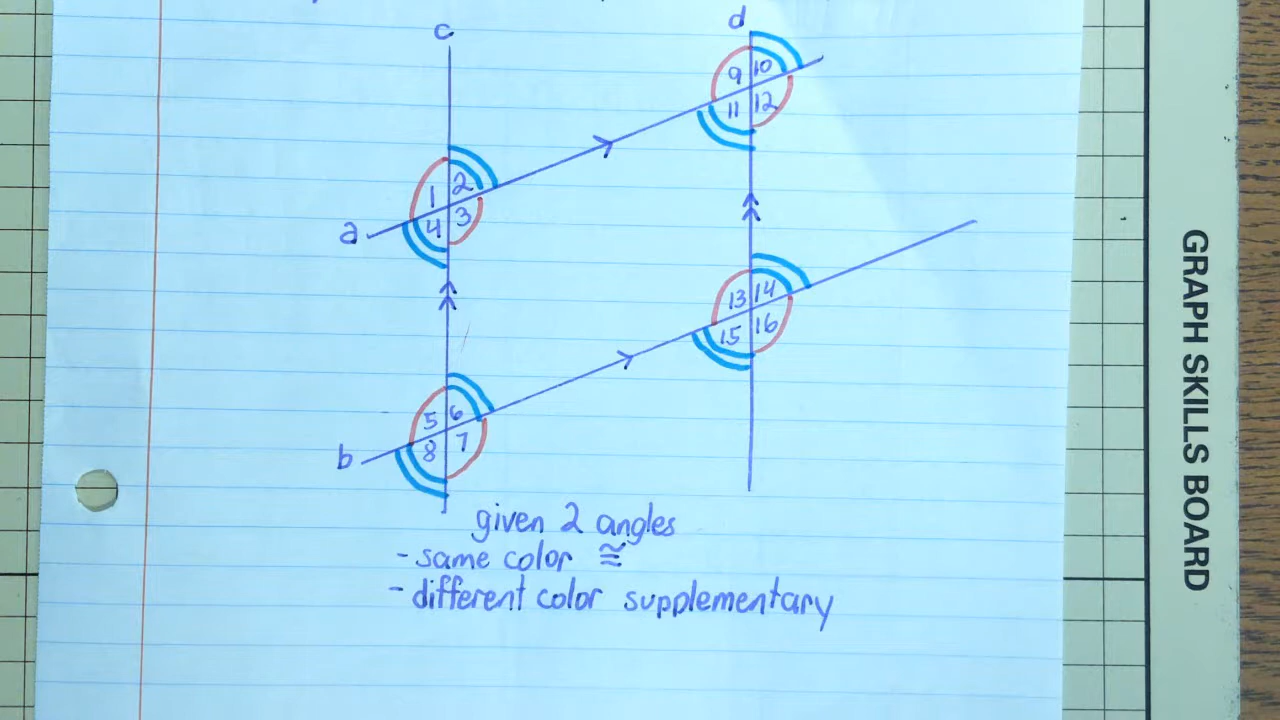 c
d
9 10
11 12
1 2
4 3
a
13 14
15 16
5 6
8 7
b
given 2 angles
- same color ≅
- different color supplementary
GRAPH SKILLS BOARD